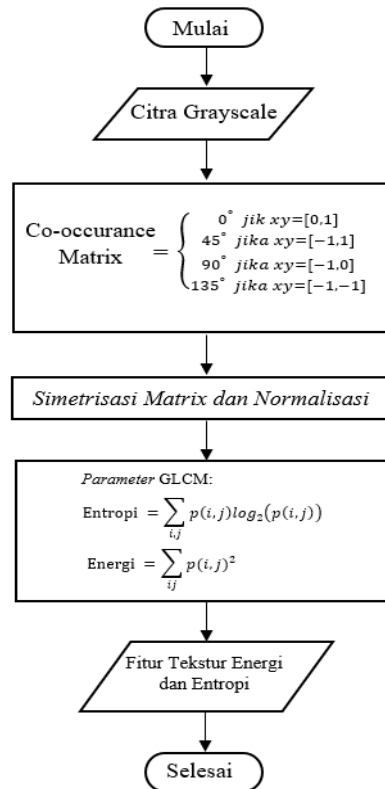 Mulai
Citra Grayscale
Co-occurance
Matrix
=
0° jik xy=[0,1]
45° jika xy=[−1,1]
90° jika xy=[−1,0]
135° jika xy=[−1,−1]
Simetrisasi Matrix dan Normalisasi
Parameter GLCM:
Entropi = ∑i,j p(i,j)log₂(p(i,j))
Energi = ∑ij p(i,j)²
Fitur Tekstur Energi
dan Entropi
Selesai